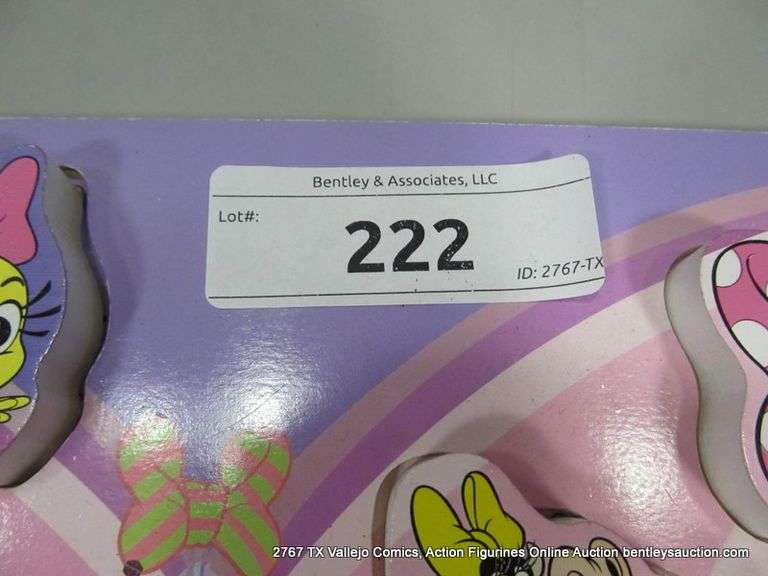 Bentley & Associates, LLC
Lot#:
222
ID: 2767-TX
2767 TX Vallejo Comics, Action Figurines Online Auction bentleysauction.com